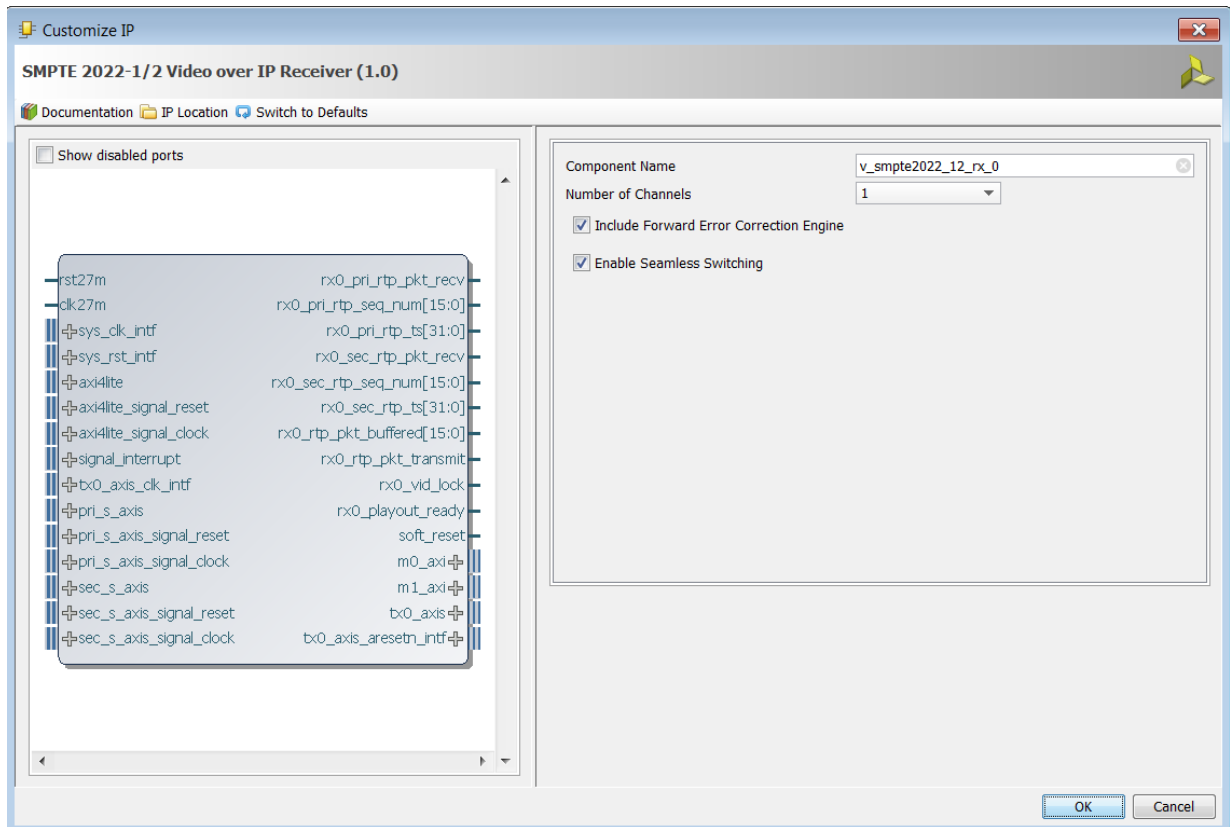 Customize IP
SMPTE 2022-1/2 Video over IP Receiver (1.0)
Documentation IP Location Switch to Defaults
Show disabled ports
rst27m
clk27m
sys_clk_intf
sys_rst_intf
axi4lite
axi4lite_signal_reset
axi4lite_signal_clock
signal_interrupt
tx0_axis_clk_intf
pri_s_axis
pri_s_axis_signal_reset
pri_s_axis_signal_clock
sec_s_axis
sec_s_axis_signal_reset
sec_s_axis_signal_clock
rx0_pri_rtp_pkt_recv
rx0_pri_rtp_seq_num[15:0]
rx0_pri_rtp_ts[31:0]
rx0_sec_rtp_pkt_recv
rx0_sec_rtp_seq_num[15:0]
rx0_sec_rtp_ts[31:0]
rx0_rtp_pkt_buffered[15:0]
rx0_rtp_pkt_transmit
rx0_vid_lock
rx0_playout_ready
soft_reset
m0_axi
m1_axi
tx0_axis
tx0_axis_aresetn_intf
Component Name v_smpte2022_12_rx_0
Number of Channels 1
Include Forward Error Correction Engine
Enable Seamless Switching
OK Cancel